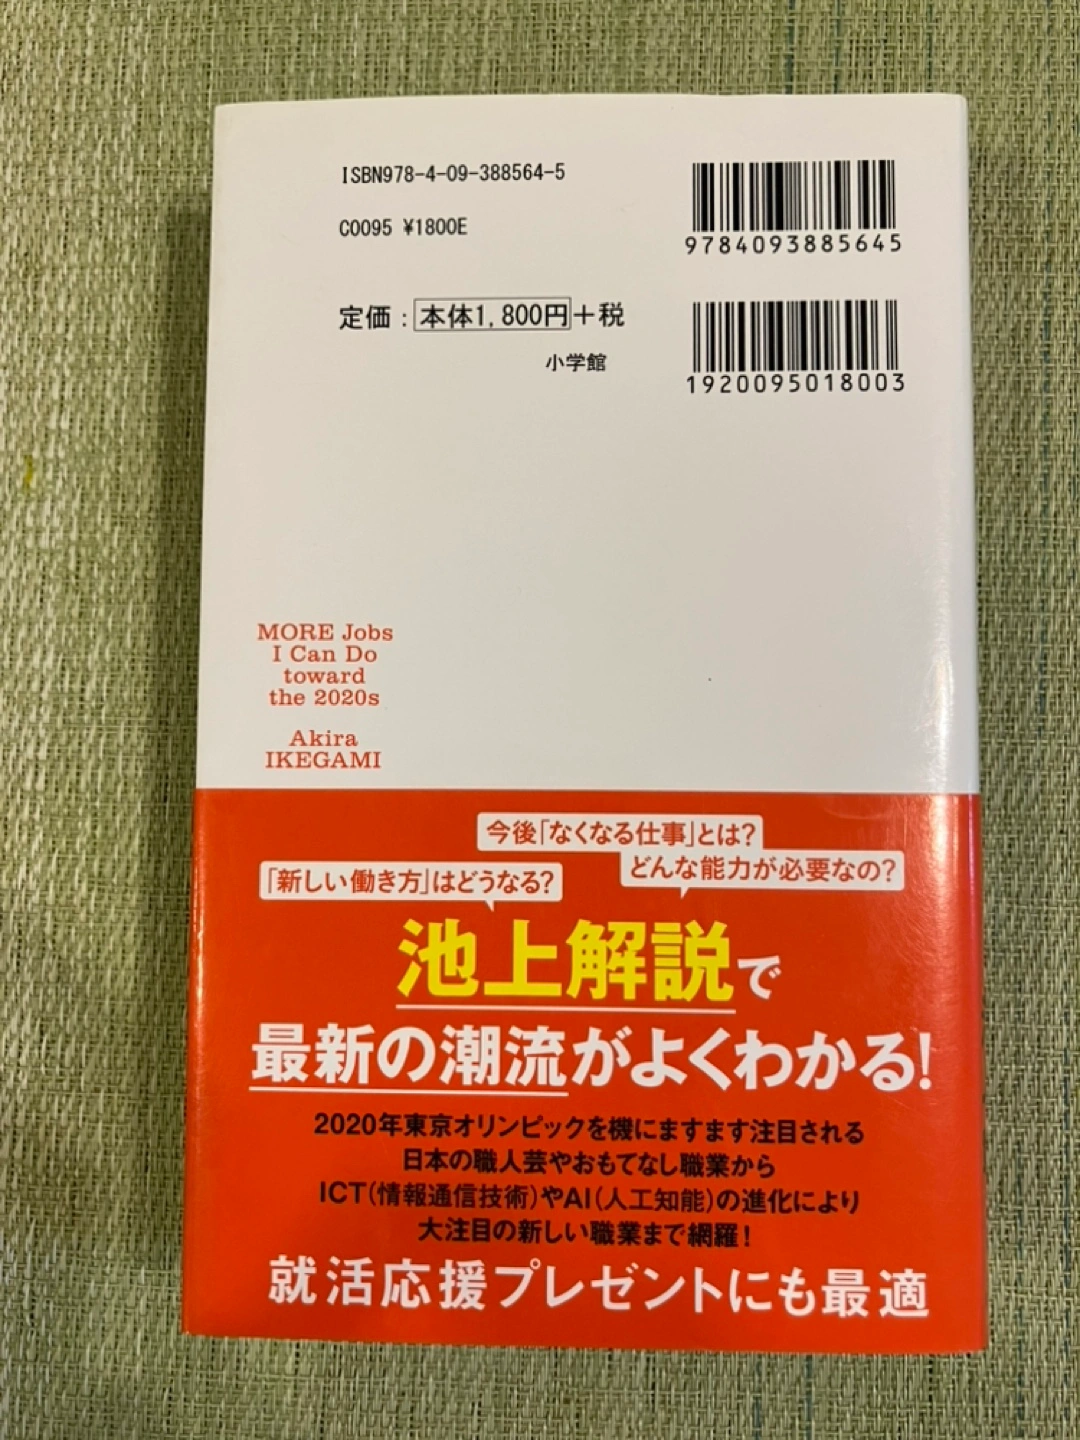 ISBN978-4-09-388564-5
C0095 ¥1800E
定価：本体1,800円＋税
小学館
9784093885645
1920095018003
MORE Jobs
I Can Do
toward
the 2020s
Akira
IKEGAMI
今後「なくなる仕事」とは？
どんな能力が必要なの？
「新しい働き方」はどうなる？
池上解説で
最新の潮流がよくわかる！
2020年東京オリンピックを機にますます注目される
日本の職人芸やおもてなし職業から
ICT（情報通信技術）やAI（人工知能）の進化により
大注目の新しい職業まで網羅！
就活応援プレゼントにも最適